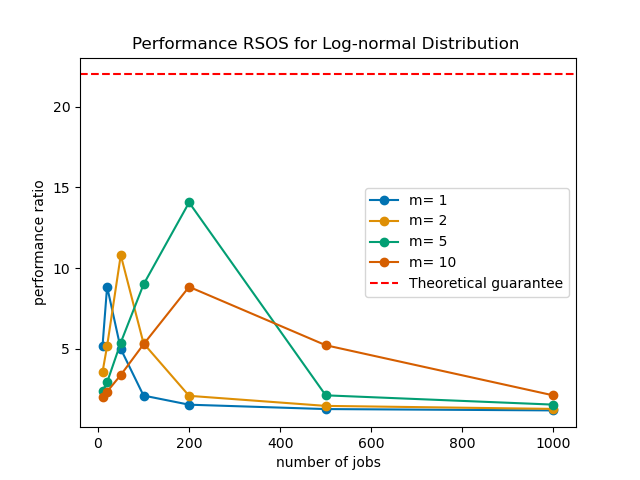 Performance RSOS for Log-normal Distribution
performance ratio
20
15
10
5
m= 1
m= 2
m= 5
m= 10
Theoretical guarantee
0
200
400
600
800
1000
number of jobs